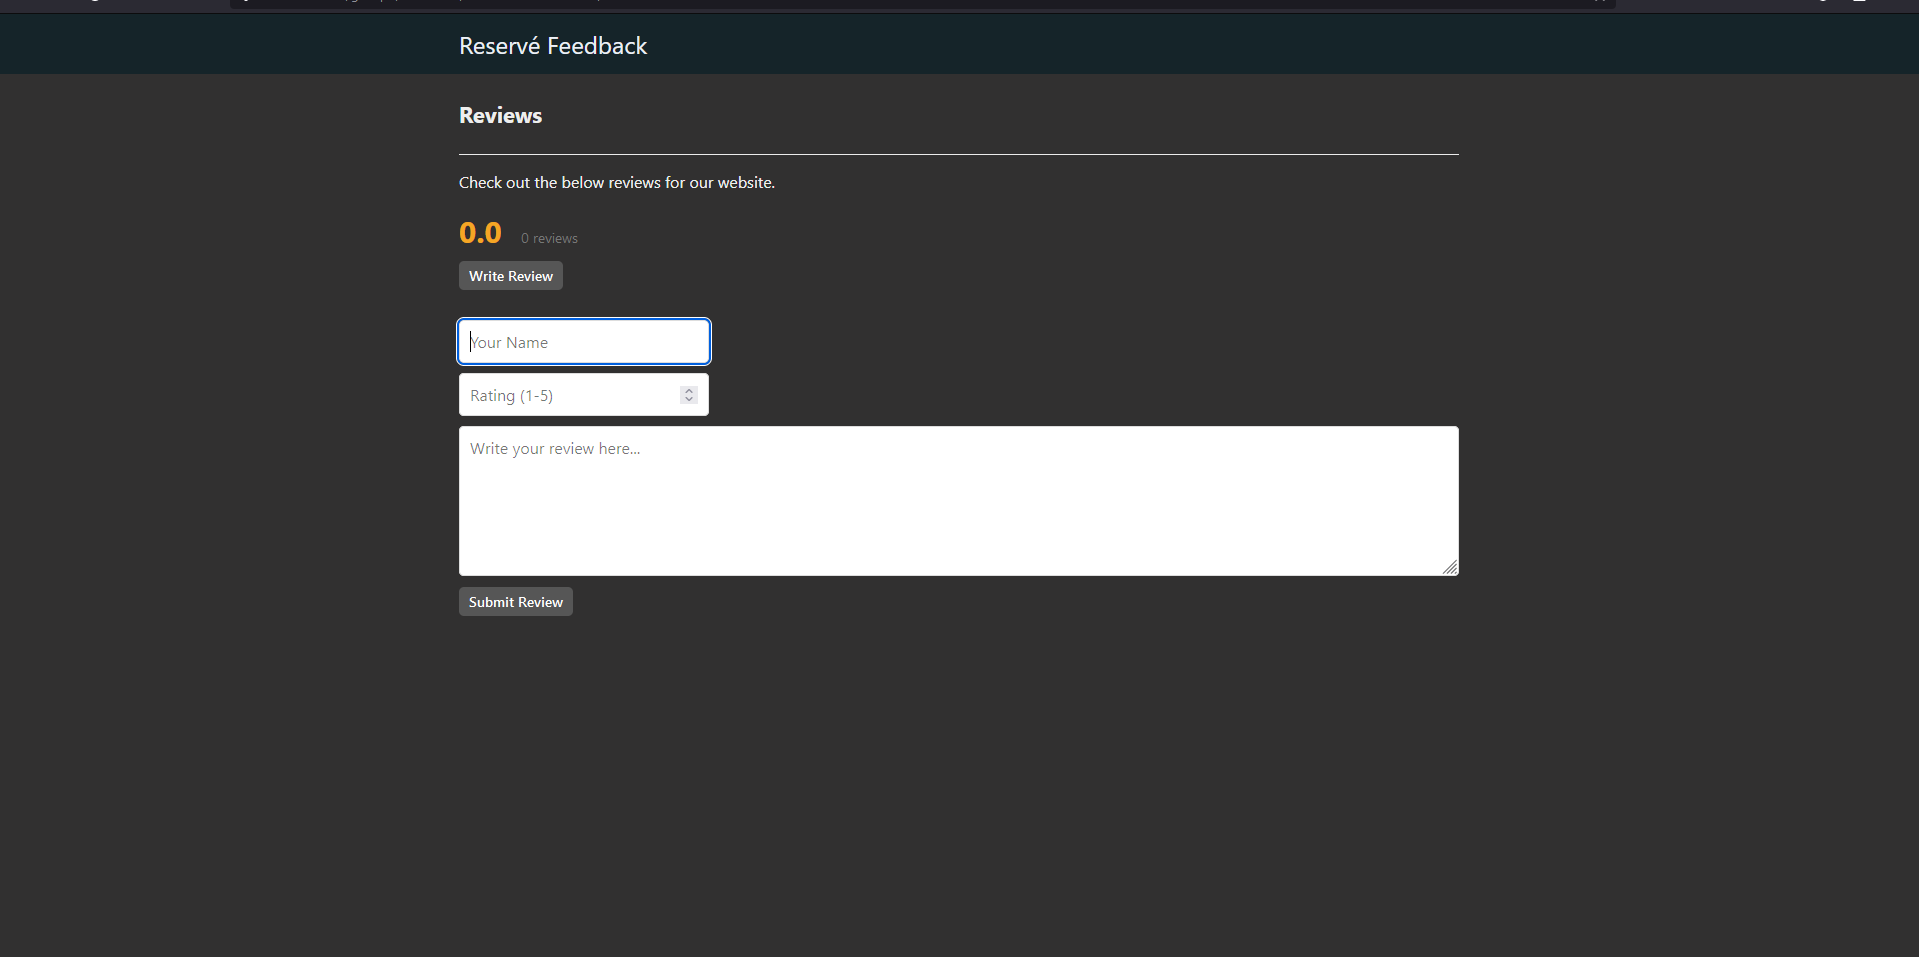 Reservé Feedback
Reviews
Check out the below reviews for our website.
0.0 0 reviews
Write Review
Your Name
Rating (1-5)
Write your review here...
Submit Review